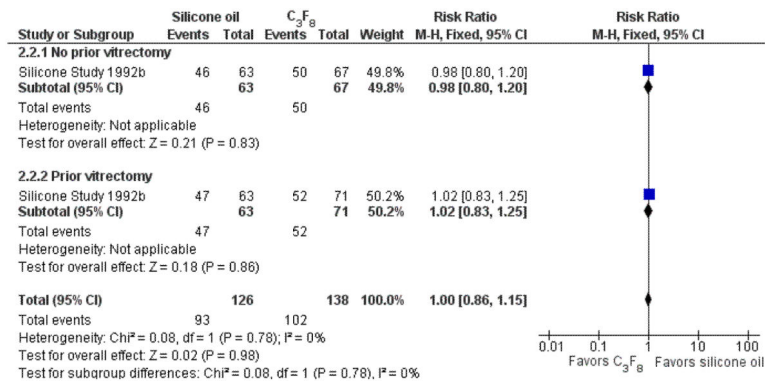 Silicone oil C₃F₈ Risk Ratio Risk Ratio
Study or Subgroup Events Total Events Total Weight M-H, Fixed, 95% CI M-H, Fixed, 95% CI
2.2.1 No prior vitrectomy
Silicone Study 1992b 46 63 50 67 49.8% 0.98 [0.80, 1.20]
Subtotal (95% CI) 63 67 49.8% 0.98 [0.80, 1.20]
Total events 46 50
Heterogeneity: Not applicable
Test for overall effect: Z = 0.21 (P = 0.83)
2.2.2 Prior vitrectomy
Silicone Study 1992b 47 63 52 71 50.2% 1.02 [0.83, 1.25]
Subtotal (95% CI) 63 71 50.2% 1.02 [0.83, 1.25]
Total events 47 52
Heterogeneity: Not applicable
Test for overall effect: Z = 0.18 (P = 0.86)
Total (95% CI) 126 138 100.0% 1.00 [0.86, 1.15]
Total events 93 102
Heterogeneity: Chi² = 0.08, df = 1 (P = 0.78); I² = 0%
Test for overall effect: Z = 0.02 (P = 0.98)
Test for subgroup differences: Chi² = 0.08, df = 1 (P = 0.78), I² = 0%
0.01 0.1 1 10 100
Favors C₃F₈ Favors silicone oil